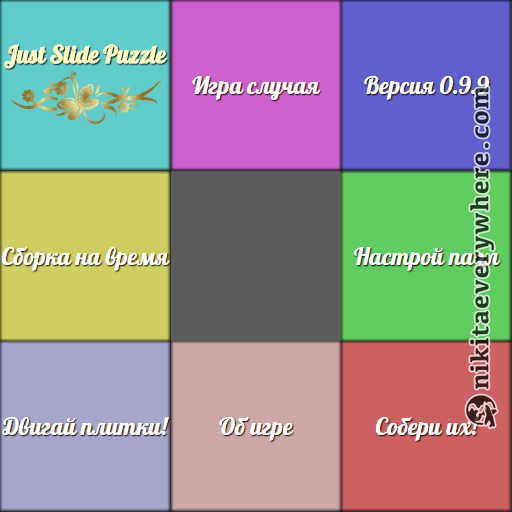 Just Slide Puzzle
Игра случая
Версия 0.9.9
Сборка на время
Настрой пазл
Двигай плитки!
Об игре
Собери их!
nikitaeverywhere.com